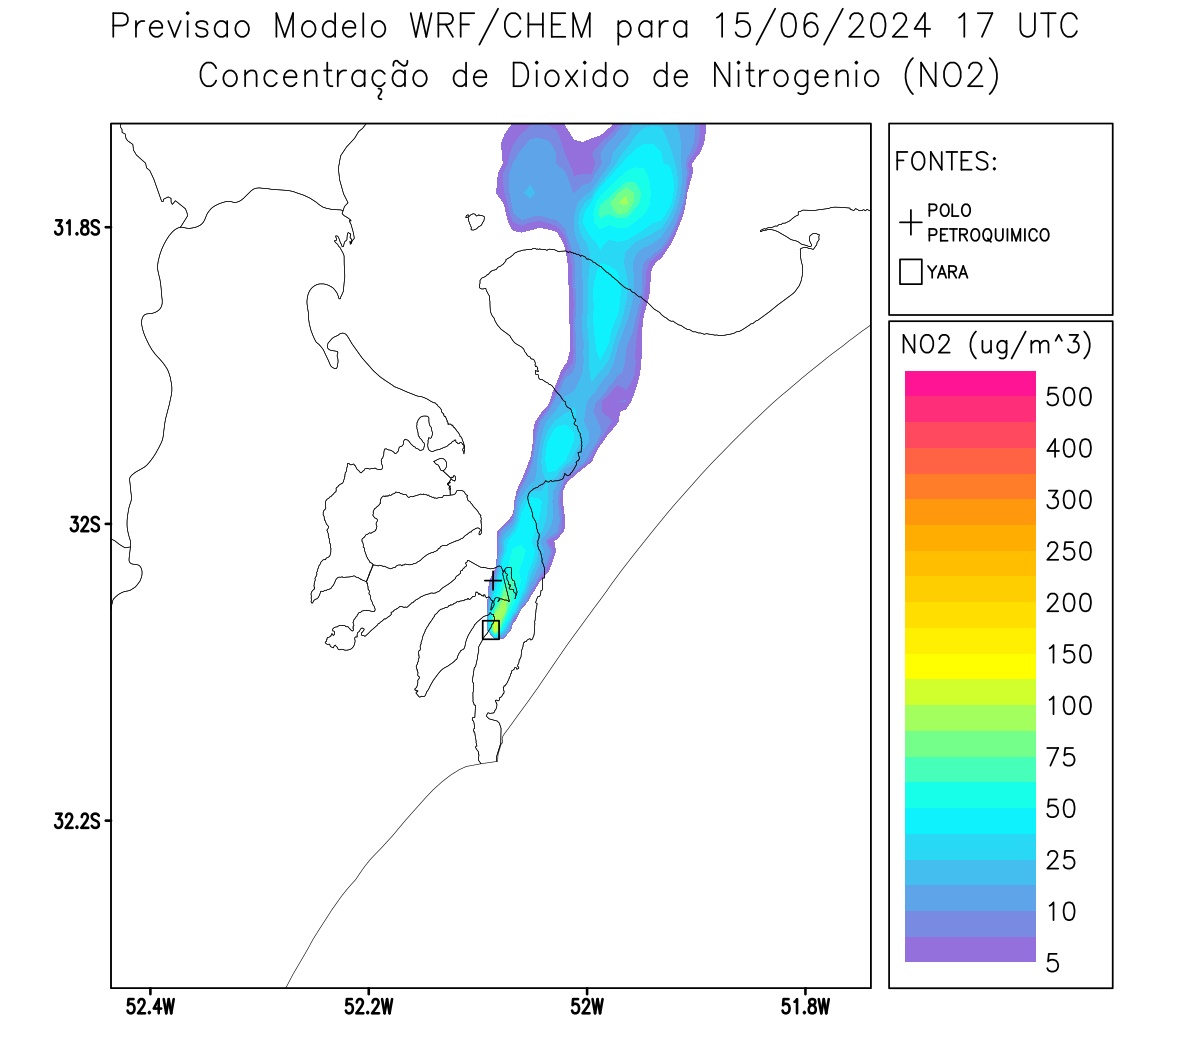 Previsao Modelo WRF/CHEM para 15/06/2024 17 UTC
Concentração de Dioxido de Nitrogenio (NO2)
FONTES:
POLO
PETROQUIMICO
YARA
NO2 (ug/m^3)
500
400
300
250
200
150
100
75
50
25
10
5
31.8S
32S
32.2S
52.4W
52.2W
52W
51.8W